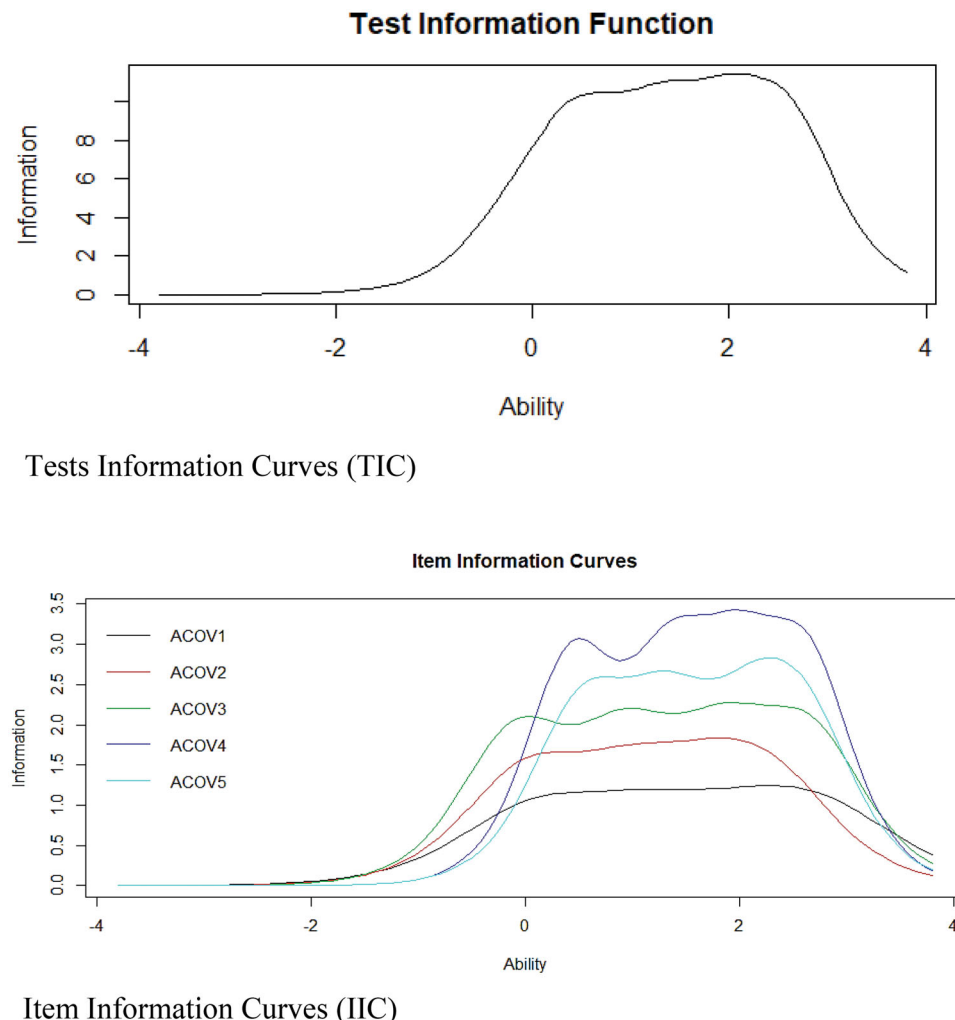 Test Information Function
Information
8
6
4
2
0
-4 -2 0 2 4
Ability
Tests Information Curves (TIC)
Item Information Curves
Information
3.5
3.0
2.5
2.0
1.5
1.0
0.5
0.0
ACOV1
ACOV2
ACOV3
ACOV4
ACOV5
-4 -2 0 2 4
Ability
Item Information Curves (IIC)